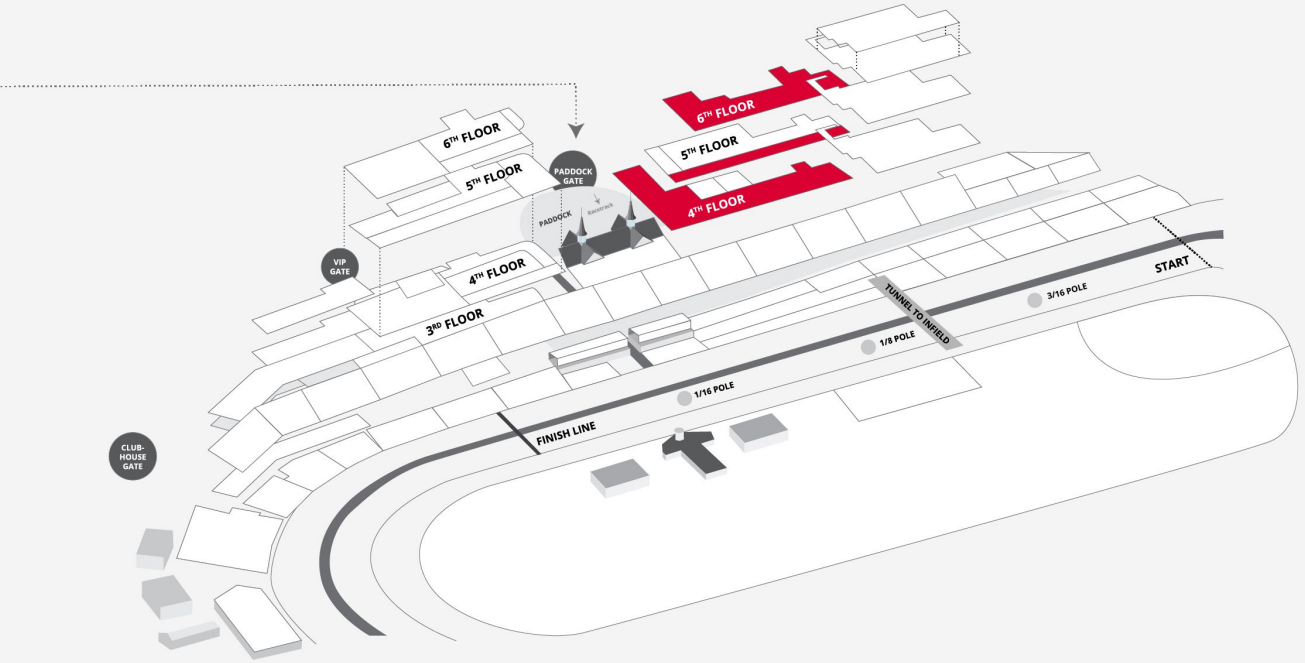 6TH FLOOR
5TH FLOOR
4TH FLOOR
3RD FLOOR
6TH FLOOR
5TH FLOOR
4TH FLOOR
PADDOCK
GATE
PADDOCK
Racetrack
VIP
GATE
CLUB-
HOUSE
GATE
START
3/16 POLE
TUNNEL TO INFIELD
1/8 POLE
1/16 POLE
FINISH LINE